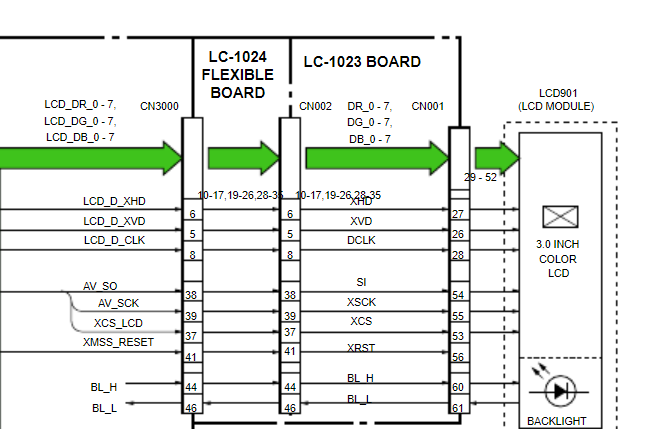 LC-1024
FLEXIBLE
BOARD
LC-1023 BOARD
LCD_DR_0 - 7,
LCD_DG_0 - 7,
LCD_DB_0 - 7
CN3000
CN002
DR_0 - 7,
DG_0 - 7,
DB_0 - 7
CN001
LCD901
(LCD MODULE)
10-17,19-26,28-35
10-17,19-26,28-35
29 - 52
LCD_D_XHD
6
6
XHD
27
LCD_D_XVD
5
5
XVD
26
LCD_D_CLK
8
8
DCLK
28
3.0 INCH
COLOR
LCD
AV_SO
38
38
SI
54
AV_SCK
39
39
XSCK
55
XCS_LCD
37
37
XCS
53
XMSS_RESET
41
41
XRST
56
BL_H
44
44
BL_H
60
BL_L
46
46
BL_L
61
BACKLIGHT